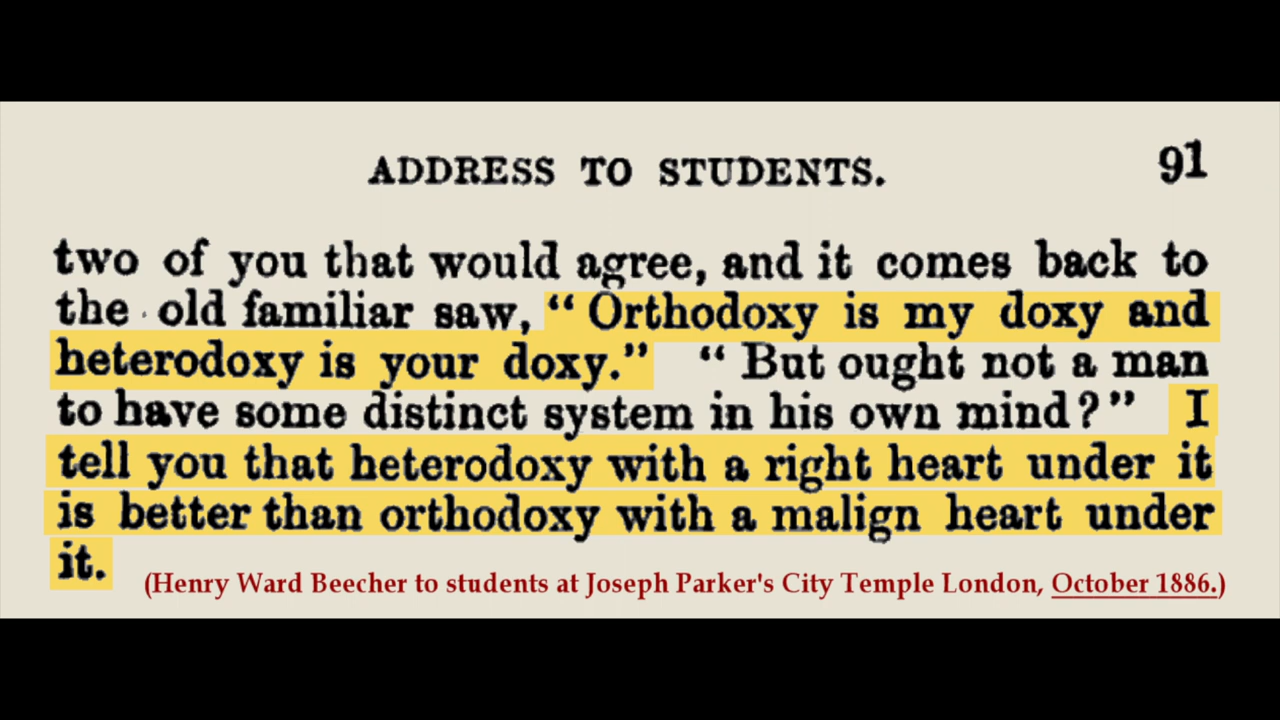 ADDRESS TO STUDENTS. 91
two of you that would agree, and it comes back to
the old familiar saw, “Orthodoxy is my doxy and
heterodoxy is your doxy.” “But ought not a man
to have some distinct system in his own mind?” I
tell you that heterodoxy with a right heart under it
is better than orthodoxy with a malign heart under
it.
(Henry Ward Beecher to students at Joseph Parker's City Temple London, October 1886.)